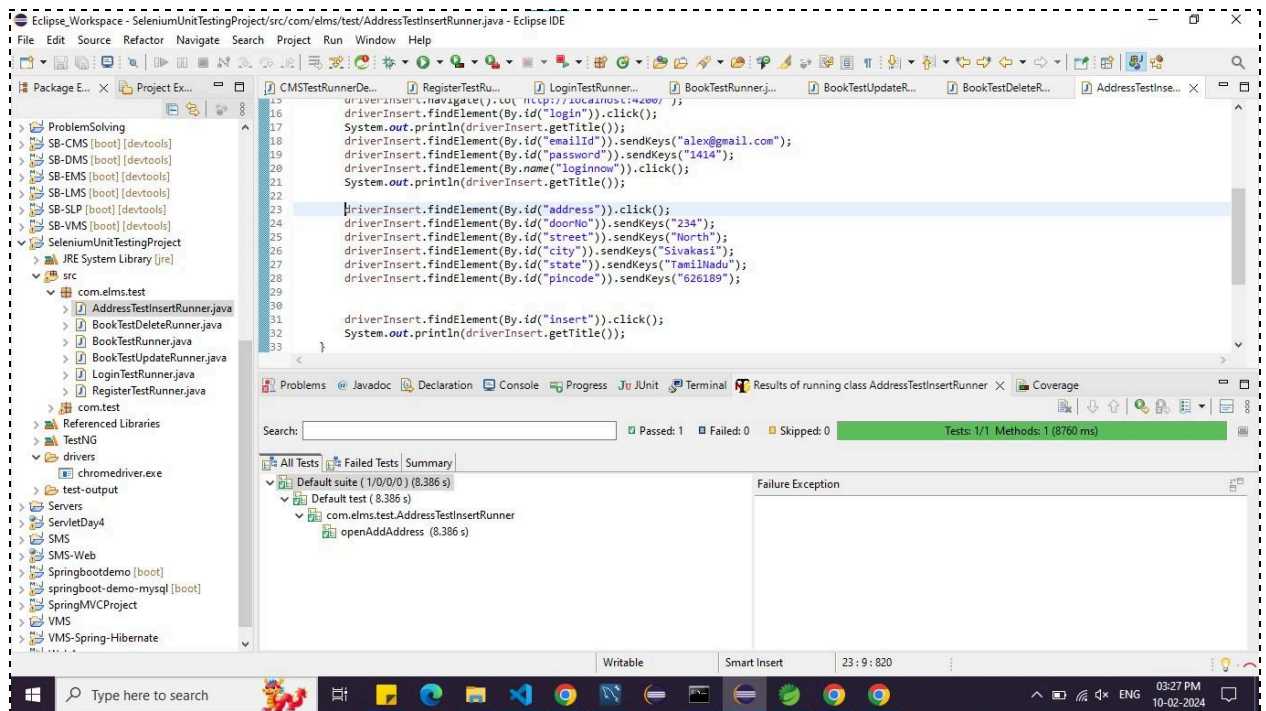 Eclipse_Workspace - SeleniumUnitTestingProject/src/com/elms/test/AddressTestInsertRunner.java - Eclipse IDE
File Edit Source Refactor Navigate Search Project Run Window Help
Package E... Project Ex...
ProblemSolving
SB-CMS [boot] [devtools]
SB-DMS [boot] [devtools]
SB-EMS [boot] [devtools]
SB-LMS [boot] [devtools]
SB-SLP [boot] [devtools]
SB-VMS [boot] [devtools]
SeleniumUnitTestingProject
JRE System Library [jre]
src
com.elms.test
AddressTestInsertRunner.java
BookTestDeleteRunner.java
BookTestRunner.java
BookTestUpdateRunner.java
LoginTestRunner.java
RegisterTestRunner.java
com.test
Referenced Libraries
TestNG
drivers
chromedriver.exe
test-output
Servers
ServletDay4
SMS
SMS-Web
Springbootdemo [boot]
springboot-demo-mysql [boot]
SpringMVCProject
VMS
VMS-Spring-Hibernate
CMSTestRunnerDe... RegisterTestRu... LoginTestRunner... BookTestRunner.j... BookTestUpdateR... BookTestDeleteR... AddressTestInse...
15 driverInsert.navigate().to("http://localhost:4200/");
16 driverInsert.findElement(By.id("login")).click();
17 System.out.println(driverInsert.getTitle());
18 driverInsert.findElement(By.id("emailId")).sendKeys("alex@gmail.com");
19 driverInsert.findElement(By.id("password")).sendKeys("1414");
20 driverInsert.findElement(By.name("loginnow")).click();
21 System.out.println(driverInsert.getTitle());
22
23 driverInsert.findElement(By.id("address")).click();
24 driverInsert.findElement(By.id("doorNo")).sendKeys("234");
25 driverInsert.findElement(By.id("street")).sendKeys("North");
26 driverInsert.findElement(By.id("city")).sendKeys("Sivakasi");
27 driverInsert.findElement(By.id("state")).sendKeys("TamilNadu");
28 driverInsert.findElement(By.id("pincode")).sendKeys("626189");
29
30
31 driverInsert.findElement(By.id("insert")).click();
32 System.out.println(driverInsert.getTitle());
33 }
Problems @ Javadoc Declaration Console Progress JUnit Terminal Results of running class AddressTestInsertRunner Coverage
Search: Passed: 1 Failed: 0 Skipped: 0 Tests: 1/1 Methods: 1 (8760 ms)
All Tests Failed Tests Summary
Default suite ( 1/0/0/0 ) (8.386 s)
Default test ( 8.386 s)
com.elms.test.AddressTestInsertRunner
openAddAddress (8.386 s)
Failure Exception
Writable Smart Insert 23 : 9 : 820
Type here to search
ENG
03:27 PM
10-02-2024